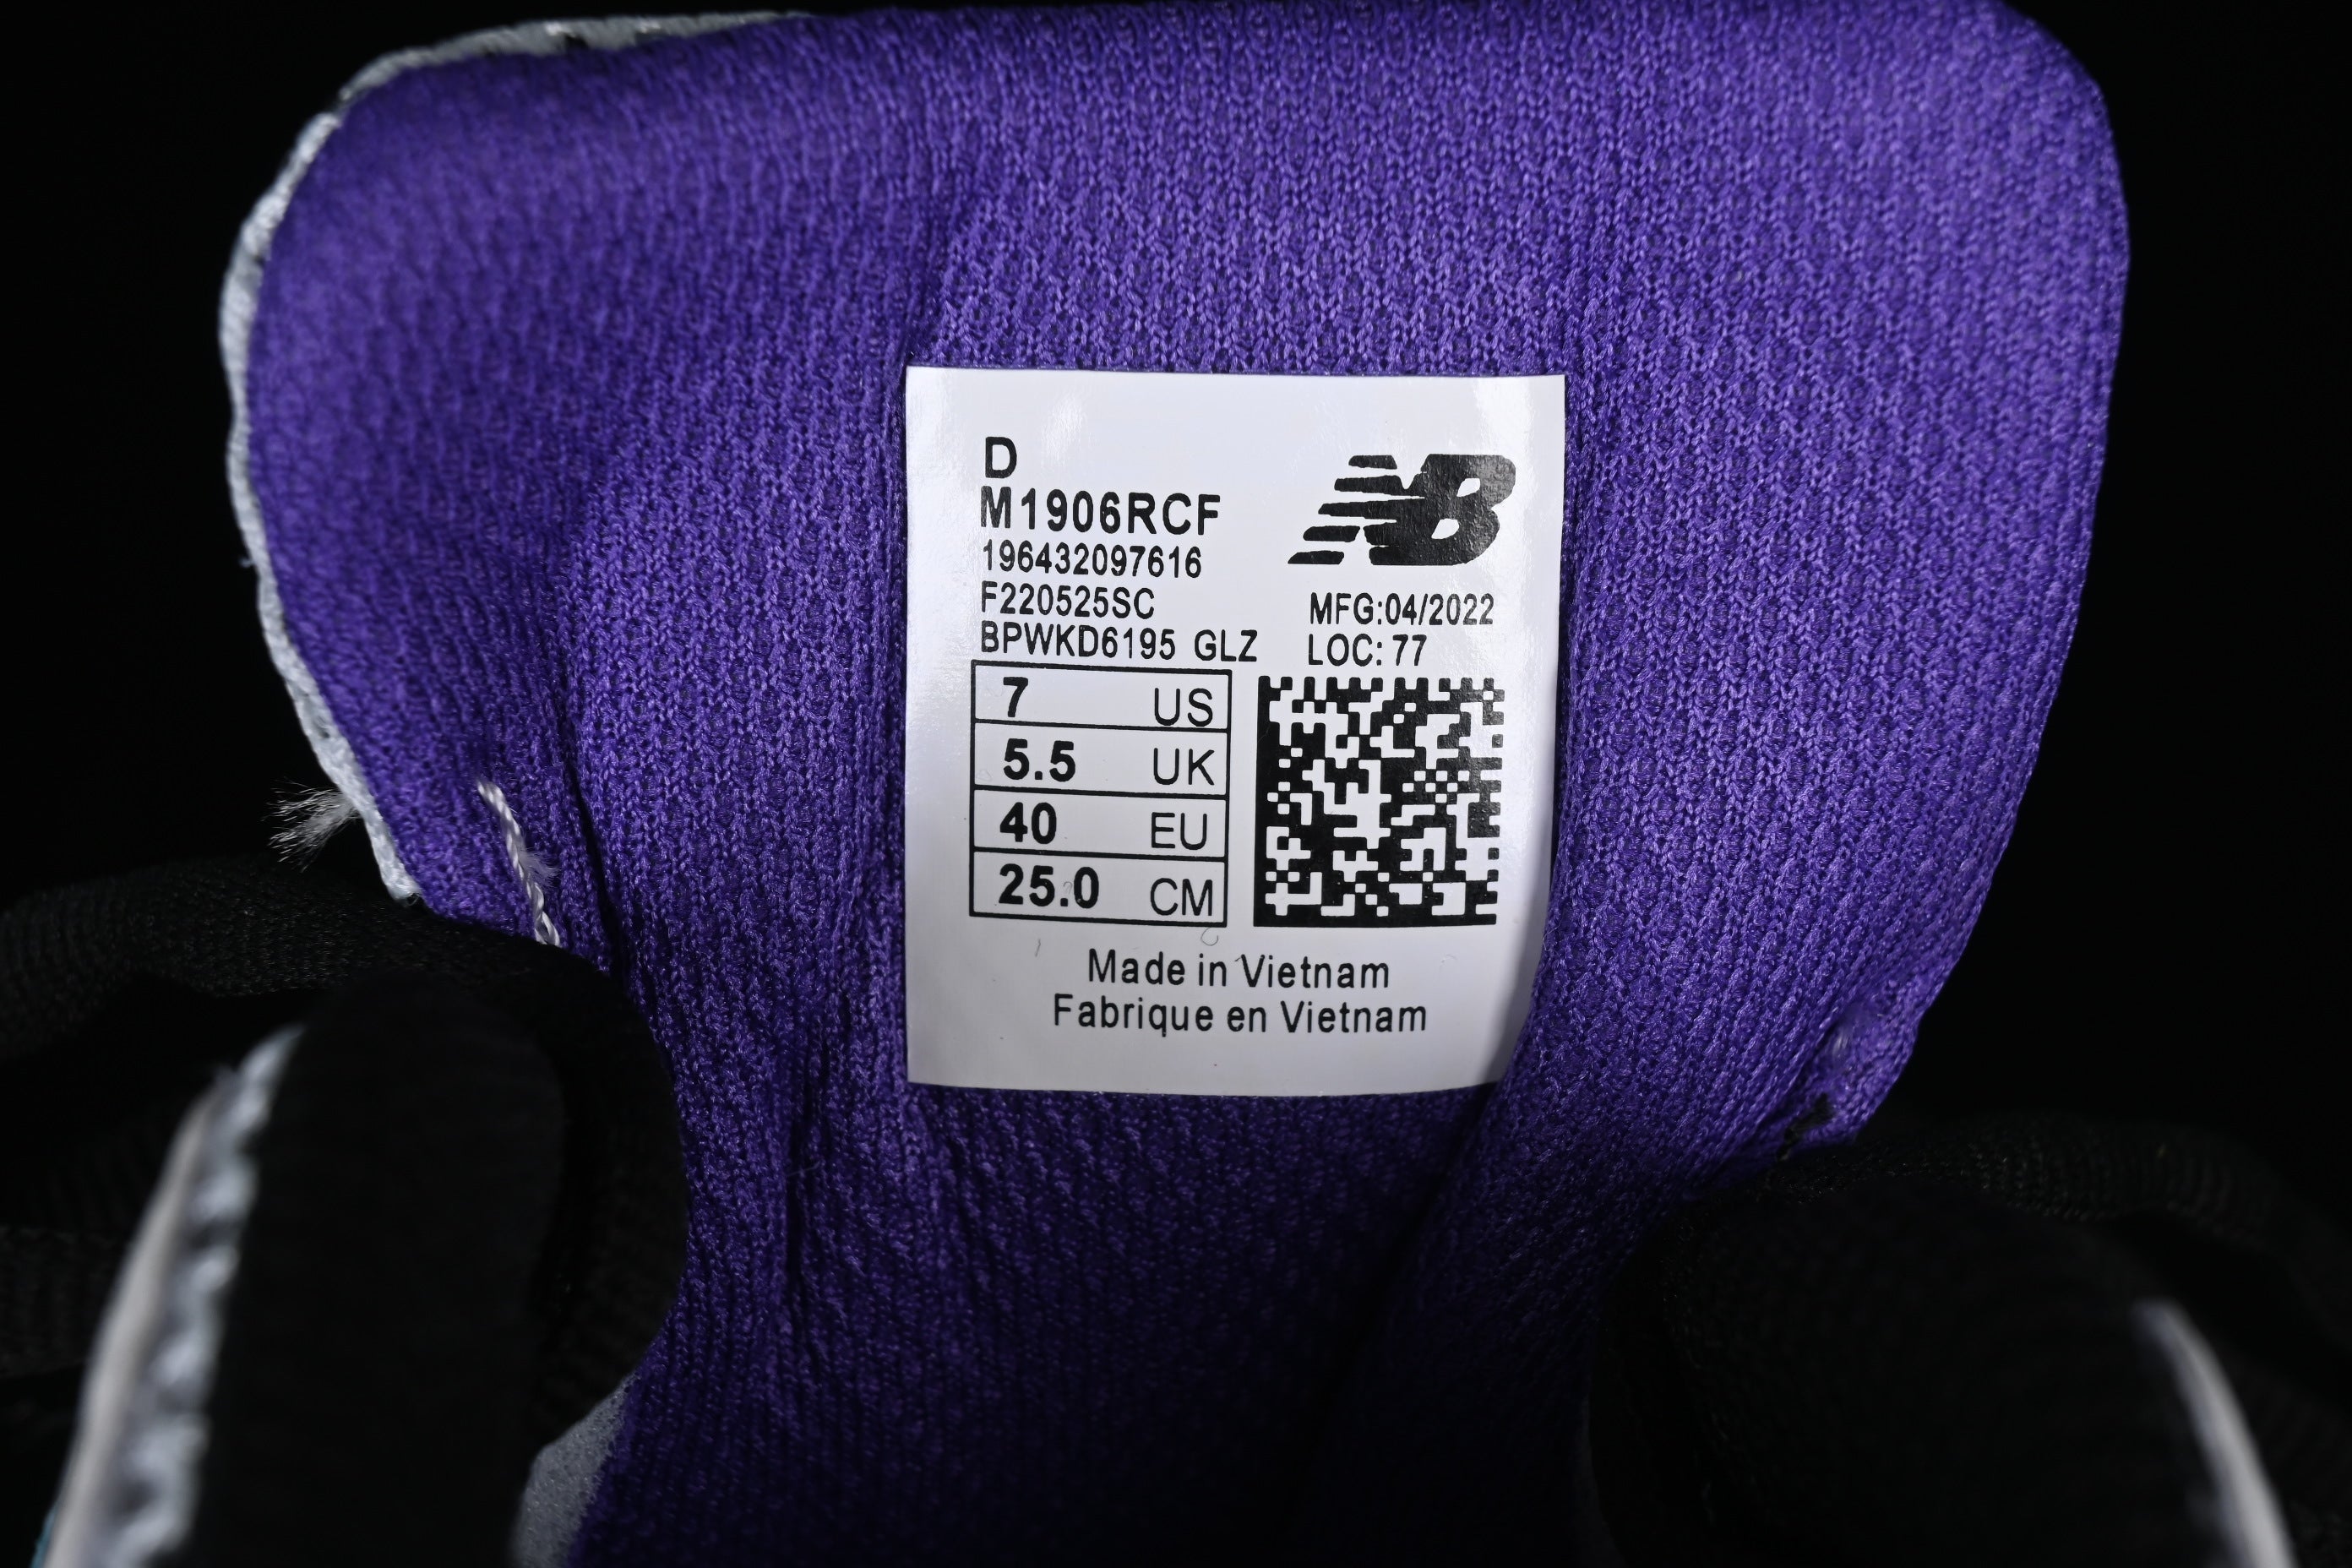 D
M1906RCF
196432097616
F220525SC
BPWKD6195 GLZ
NB
MFG:04/2022
LOC: 77
7 US
5.5 UK
40 EU
25.0 CM
Made in Vietnam
Fabrique en Vietnam